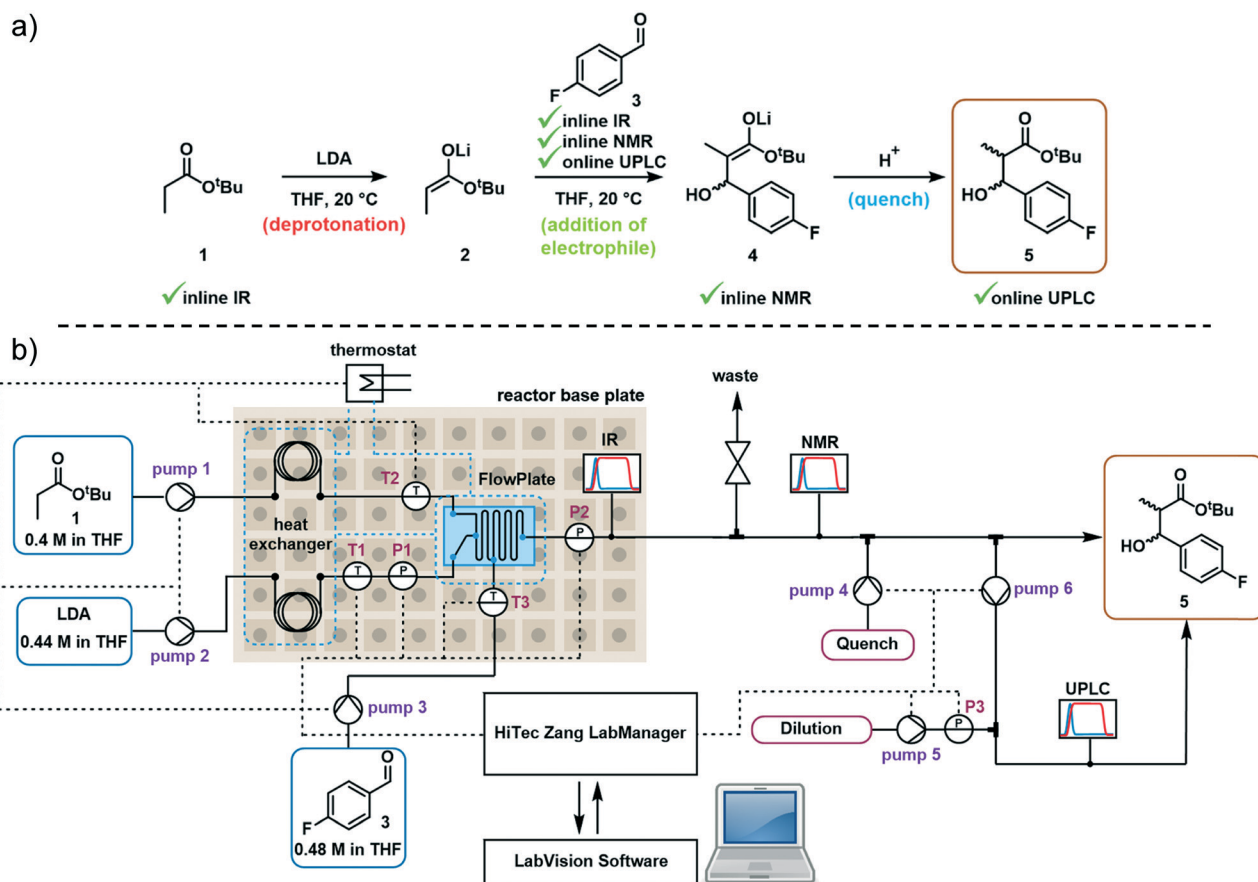 a)
O
O
O^tBu
1
✓inline IR
LDA
THF, 20 °C
(deprotonation)
OLi
O^tBu
2
O
F
3
✓inline IR
✓inline NMR
✓online UPLC
THF, 20 °C
(addition of
electrophile)
OLi
O^tBu
HO
F
4
✓inline NMR
H+
(quench)
O
O^tBu
HO
F
5
✓online UPLC
b)
thermostat
reactor base plate
waste
O
O^tBu
1
0.4 M in THF
pump 1
LDA
0.44 M in THF
pump 2
heat
exchanger
T2
T
FlowPlate
T1
T
P1
P
P2
P
T
T3
IR
NMR
pump 3
O
F
3
0.48 M in THF
HiTec Zang LabManager
LabVision Software
pump 4
Quench
pump 6
Dilution
pump 5
P3
P
UPLC
O
O^tBu
HO
F
5